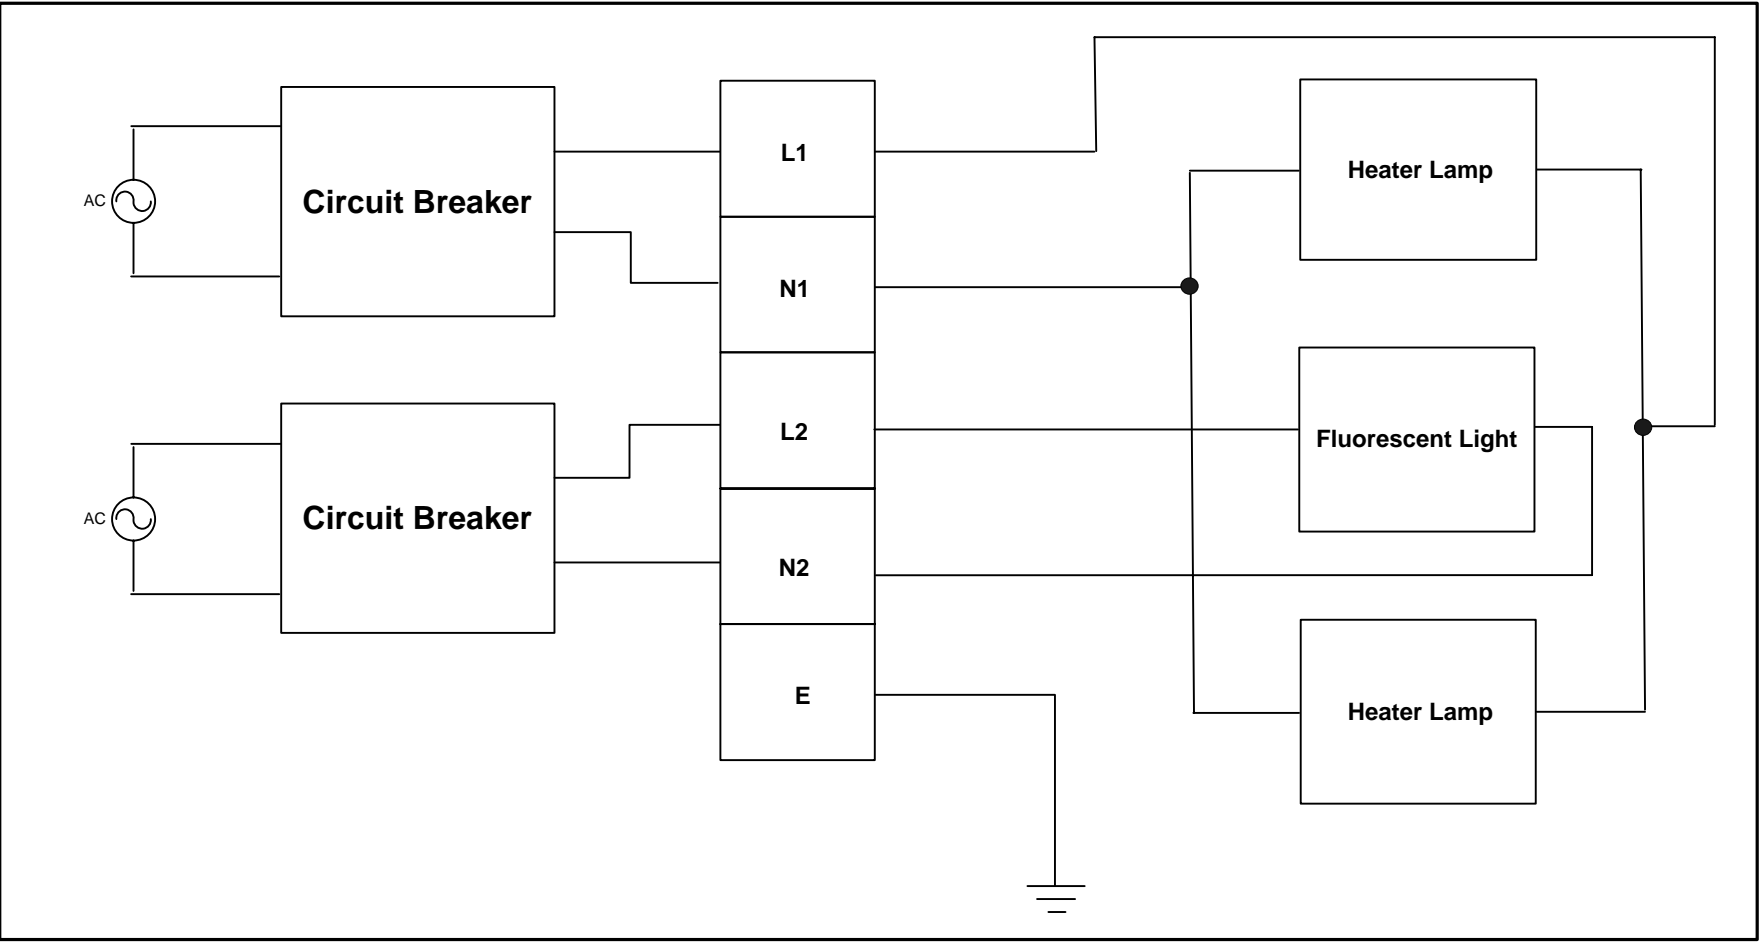 AC
Circuit Breaker
L1
Heater Lamp
N1
AC
Circuit Breaker
L2
Fluorescent Light
N2
E
Heater Lamp